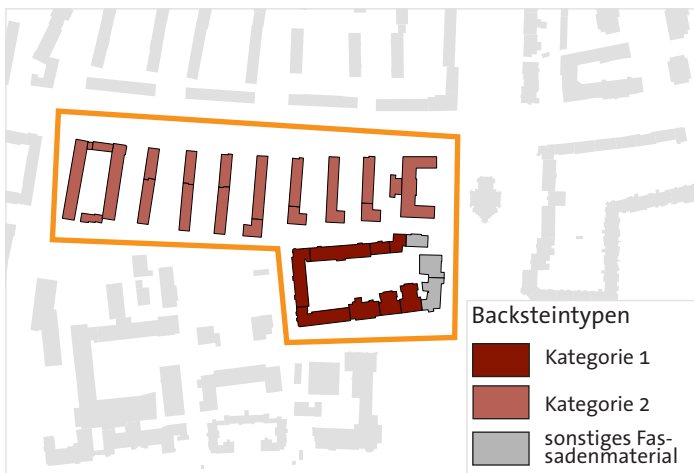 Backsteintypen
Kategorie 1
Kategorie 2
sonstiges Fas-
sadenmaterial